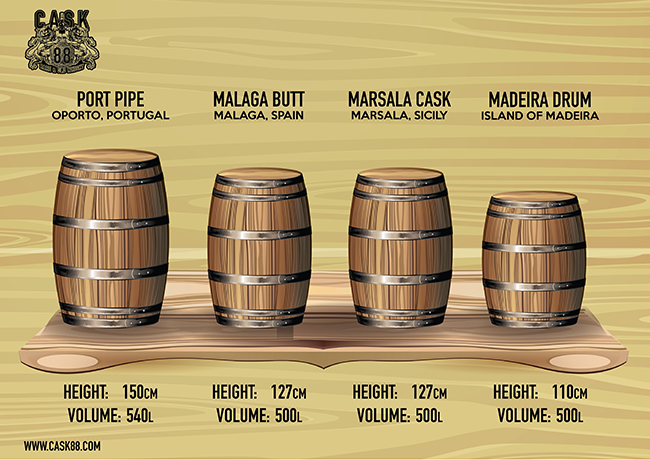 CASK
88
PORT PIPE
OPORTO, PORTUGAL
MALAGA BUTT
MALAGA, SPAIN
MARSALA CASK
MARSALA, SICILY
MADEIRA DRUM
ISLAND OF MADEIRA
HEIGHT: 150CM
VOLUME: 540L
HEIGHT: 127CM
VOLUME: 500L
HEIGHT: 127CM
VOLUME: 500L
HEIGHT: 110CM
VOLUME: 500L
WWW.CASK88.COM